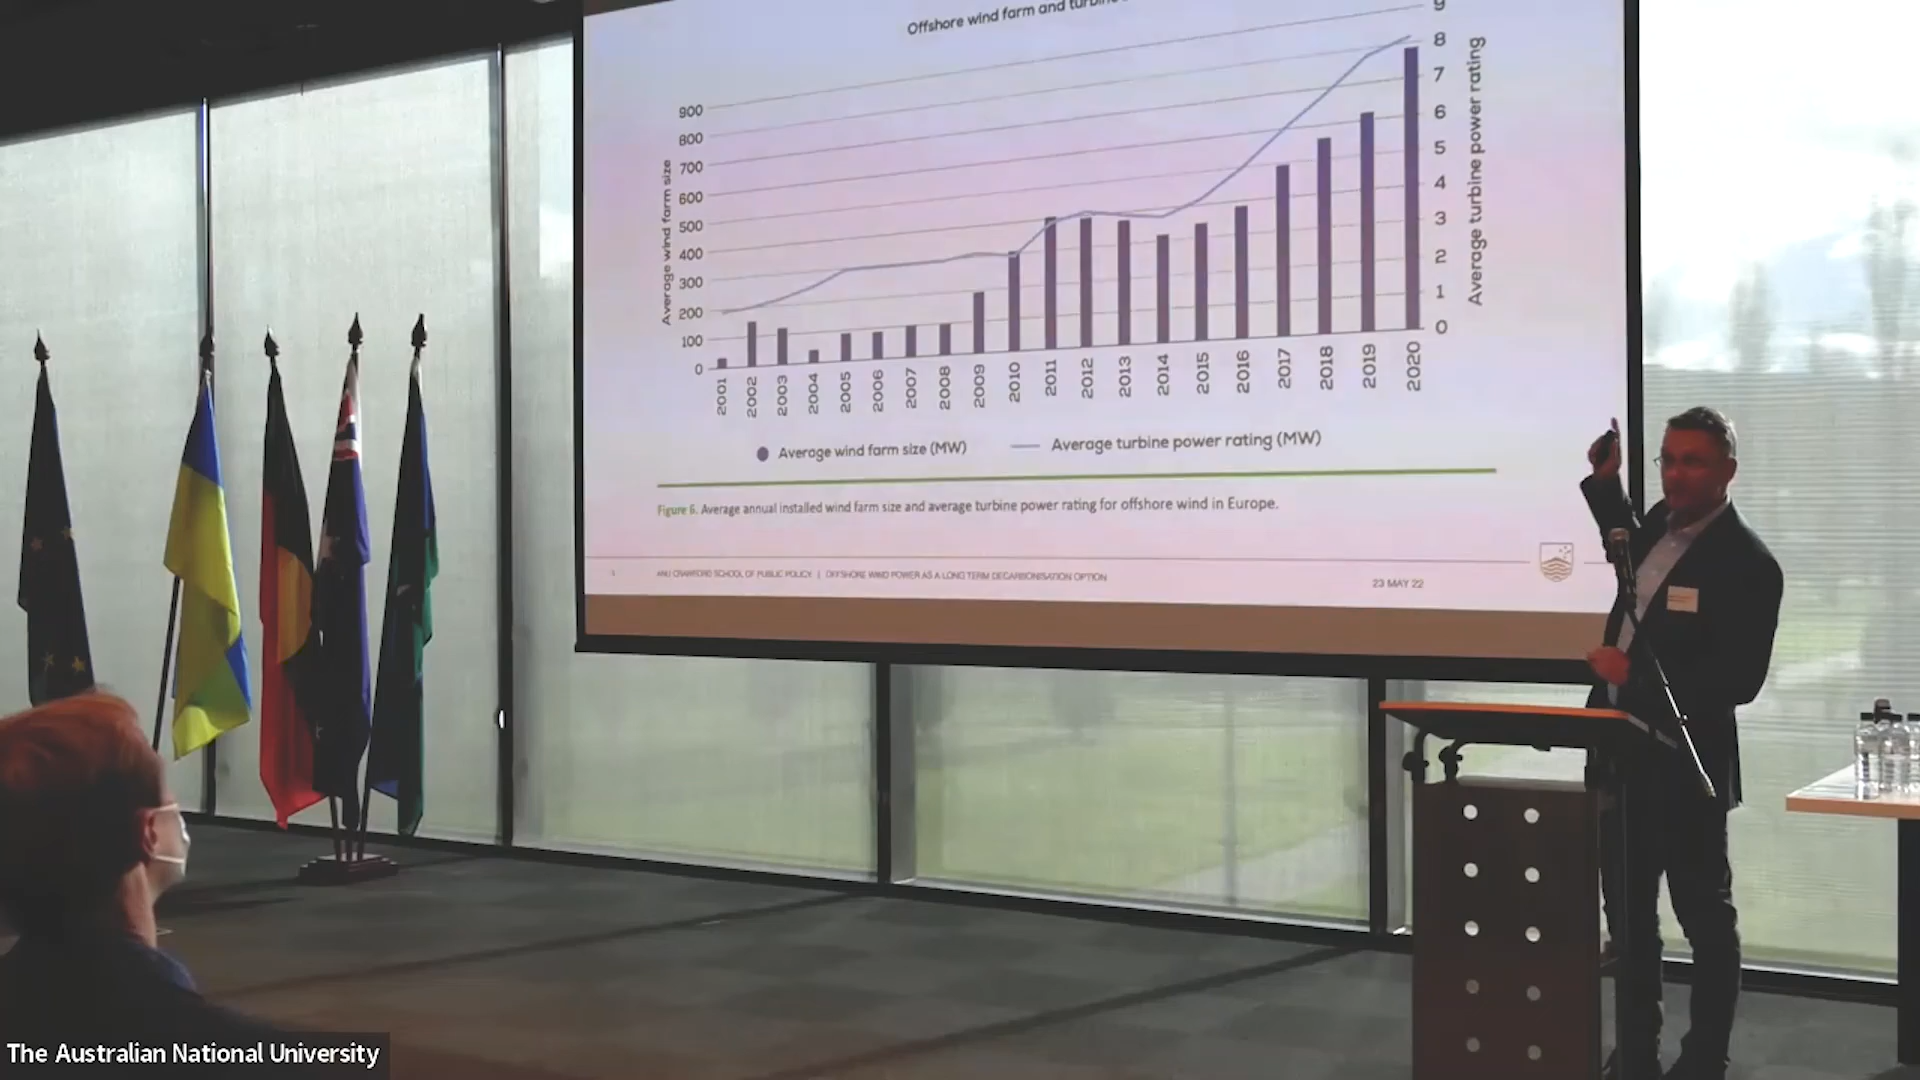 Offshore wind farm and turbine
9
8
7
6
5
4
3
2
1
0
Average turbine power rating
900
800
700
600
500
400
300
200
100
0
Average wind farm size
2001 2002 2003 2004 2005 2006 2007 2008 2009 2010 2011 2012 2013 2014 2015 2016 2017 2018 2019 2020
Average wind farm size (MW) Average turbine power rating (MW)
Figure 6. Average annual installed wind farm size and average turbine power rating for offshore wind in Europe.
ANU CRAWFORD SCHOOL OF PUBLIC POLICY | OFFSHORE WIND POWER AS A LONG TERM DECARBONISATION OPTION 23 MAY 22
The Australian National University